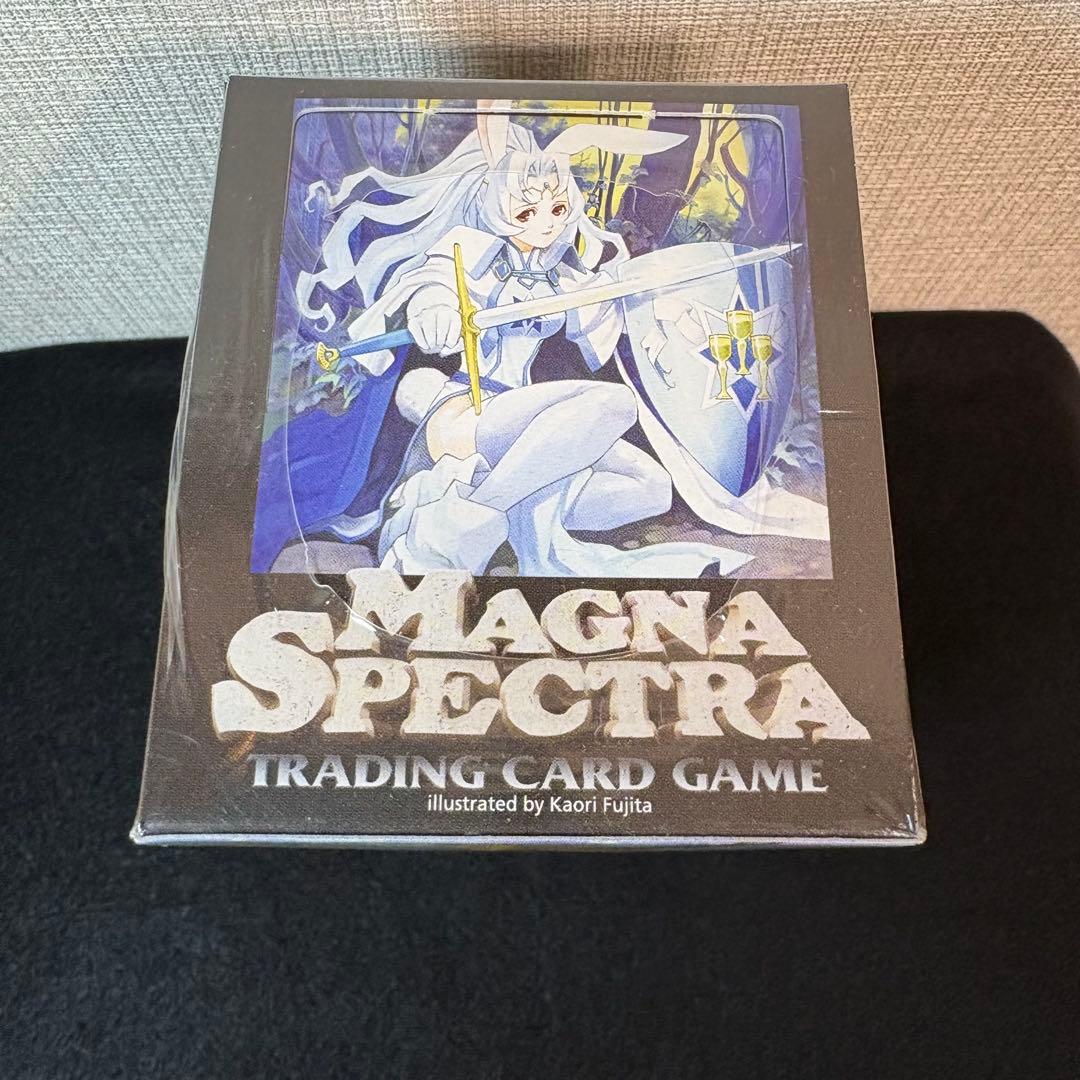 MAGNA
SPECTRA
TRADING CARD GAME
illustrated by Kaori Fujita